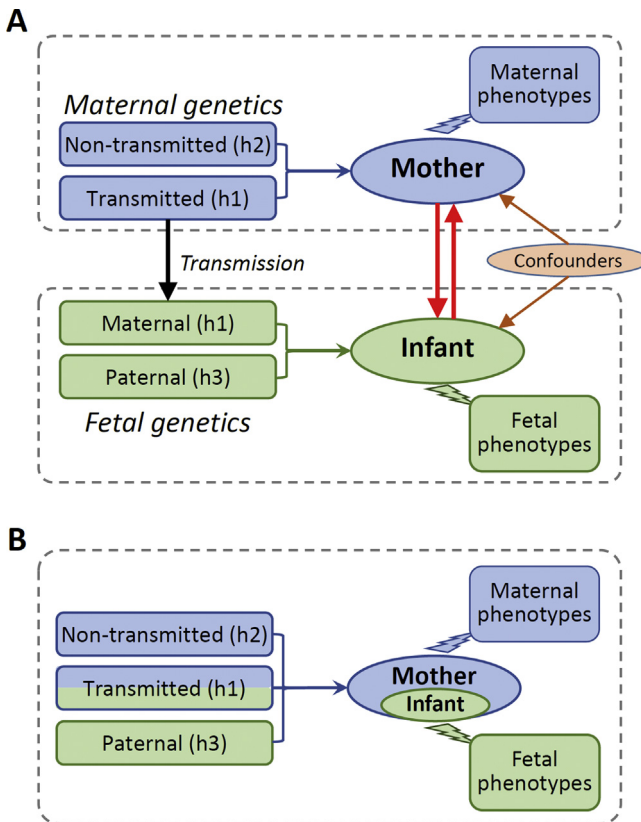 A
Maternal genetics
Non-transmitted (h2)
Transmitted (h1)
Mother
Maternal
phenotypes
Transmission
Confounders
Maternal (h1)
Paternal (h3)
Infant
Fetal genetics
Fetal
phenotypes
B
Non-transmitted (h2)
Transmitted (h1)
Paternal (h3)
Mother
Infant
Maternal
phenotypes
Fetal
phenotypes